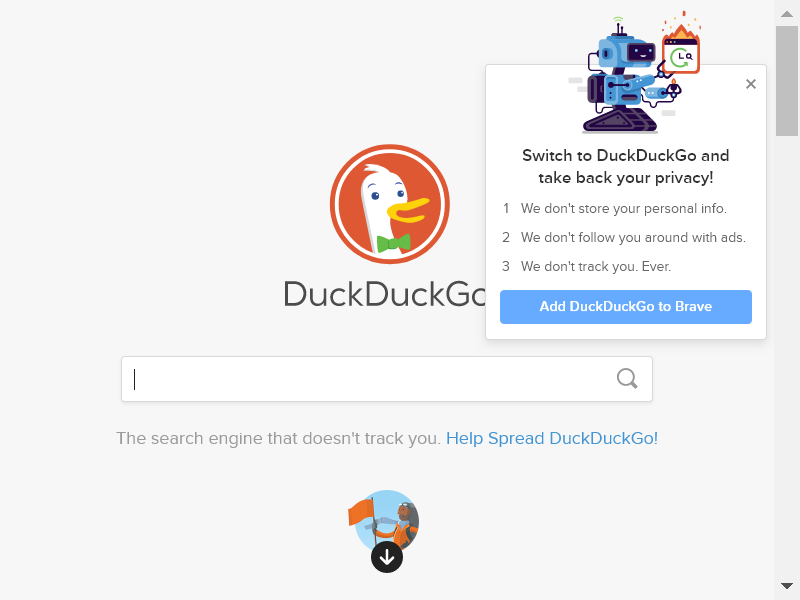 Switch to DuckDuckGo and
take back your privacy!
1 We don't store your personal info.
2 We don't follow you around with ads.
3 We don't track you. Ever.
Add DuckDuckGo to Brave
DuckDuckGo
The search engine that doesn't track you. Help Spread DuckDuckGo!